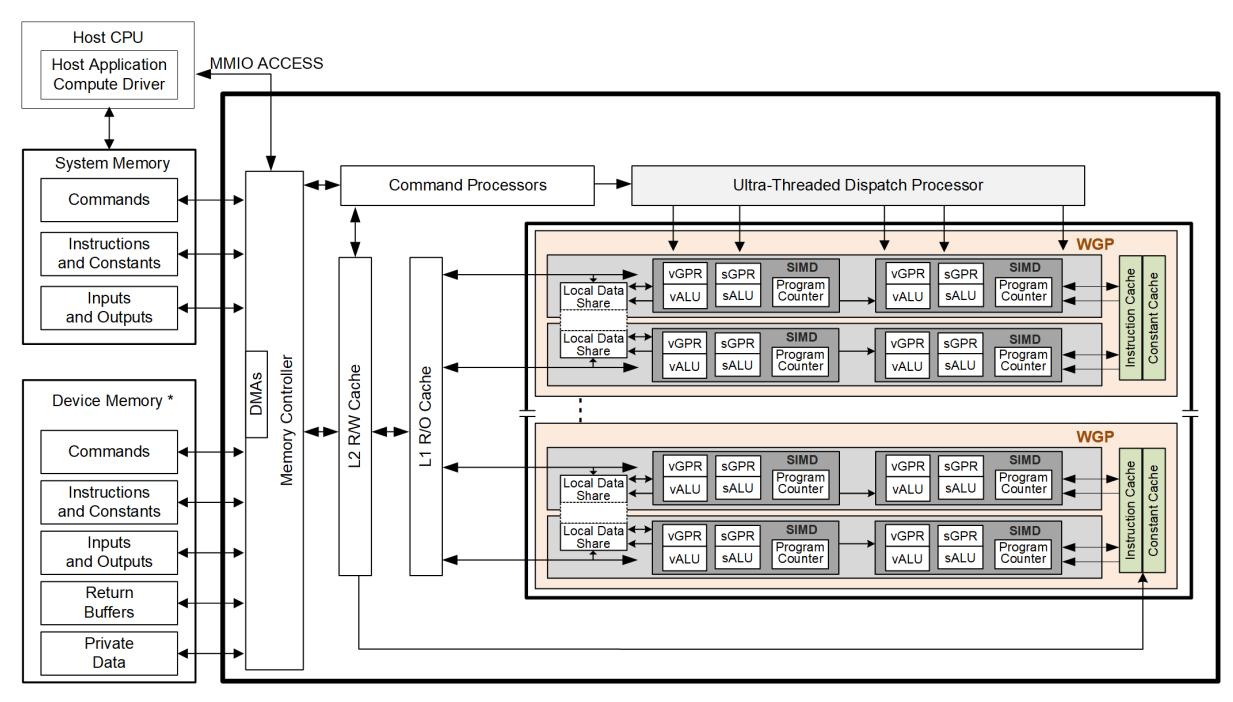 Host CPU
Host Application
Compute Driver
MMIO ACCESS
System Memory
Commands
Instructions
and Constants
Inputs
and Outputs
Device Memory *
Commands
Instructions
and Constants
Inputs
and Outputs
Return
Buffers
Private
Data
DMAs
Memory Controller
Command Processors
Ultra-Threaded Dispatch Processor
L2 R/W Cache
L1 R/O Cache
WGP
Local Data
Share
vGPR
vALU
sGPR
sALU
SIMD
Program
Counter
vGPR
vALU
sGPR
sALU
SIMD
Program
Counter
Local Data
Share
vGPR
vALU
sGPR
sALU
SIMD
Program
Counter
vGPR
vALU
sGPR
sALU
SIMD
Program
Counter
Instruction Cache
Constant Cache
WGP
Local Data
Share
vGPR
vALU
sGPR
sALU
SIMD
Program
Counter
vGPR
vALU
sGPR
sALU
SIMD
Program
Counter
Local Data
Share
vGPR
vALU
sGPR
sALU
SIMD
Program
Counter
vGPR
vALU
sGPR
sALU
SIMD
Program
Counter
Instruction Cache
Constant Cache